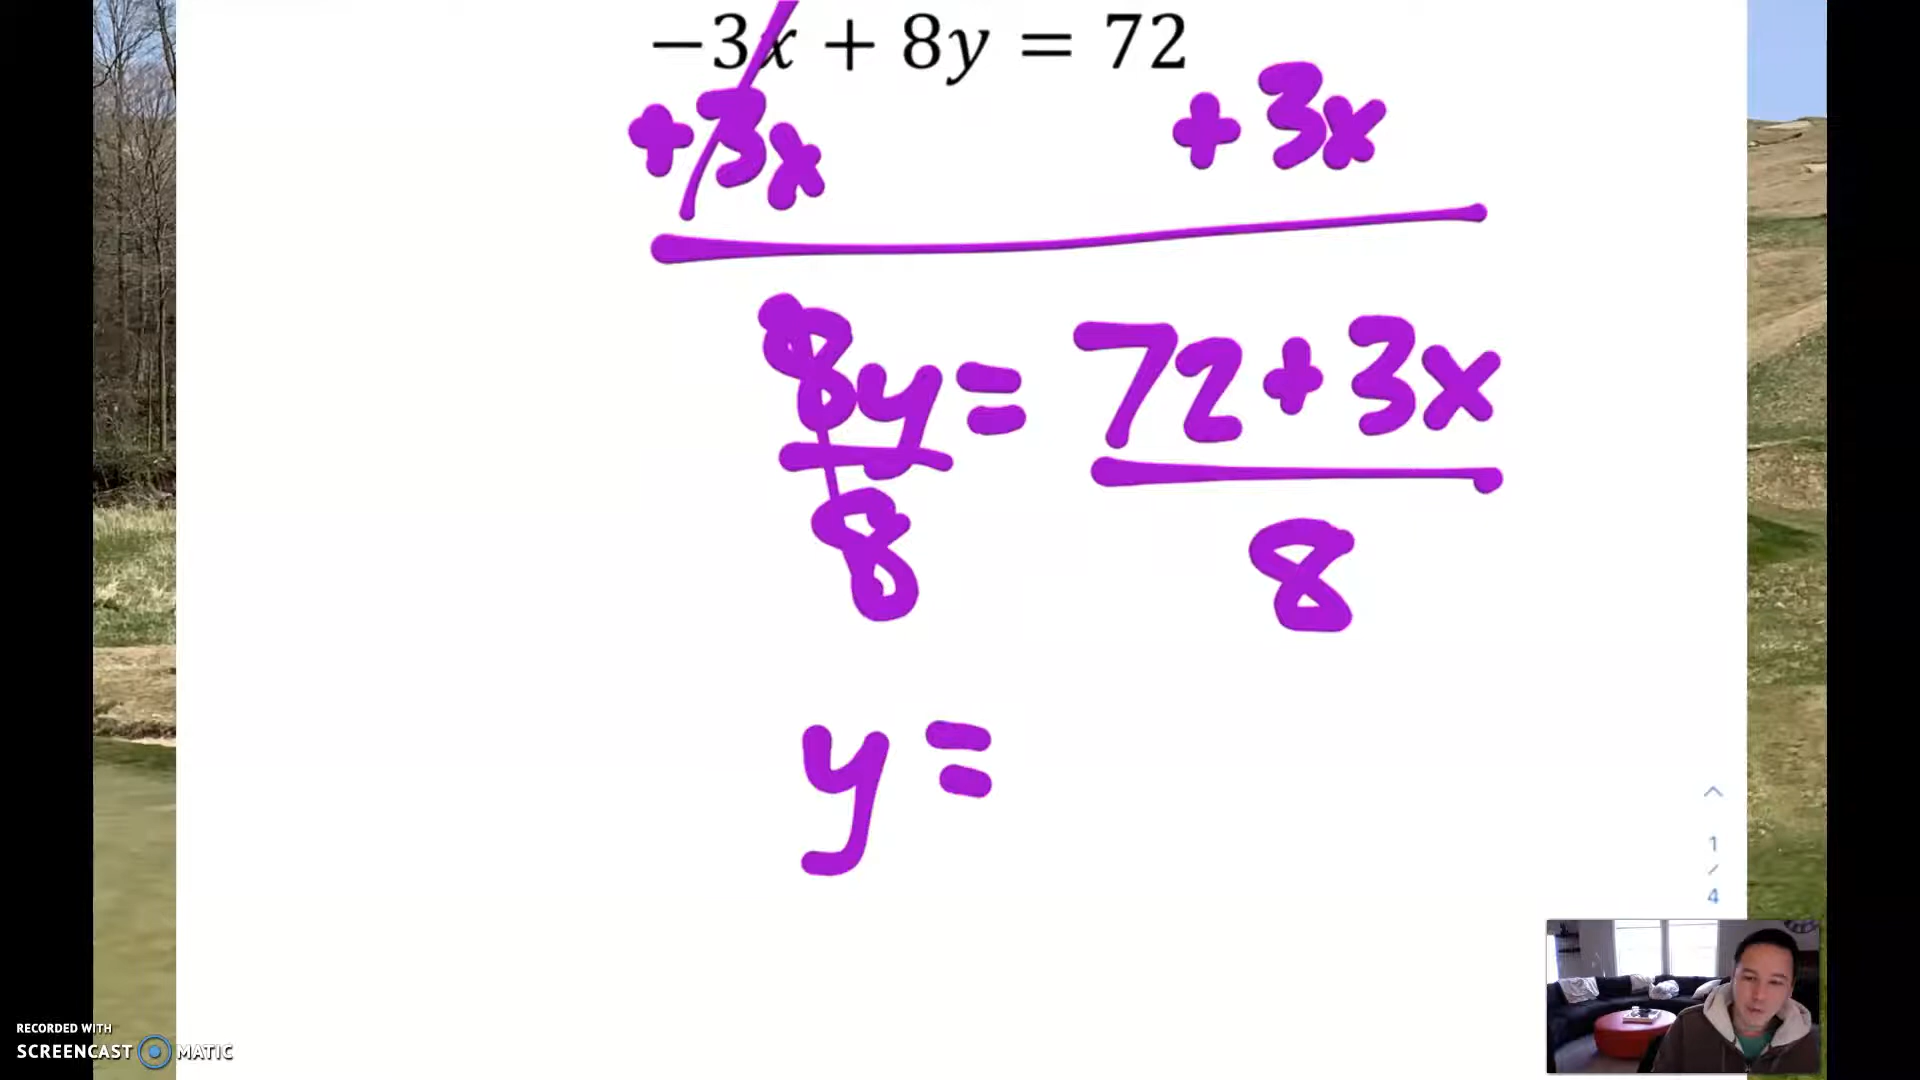 −3x + 8y = 72
+3x +3x
8y = 72+3x
8 8
y =
1
/
4
RECORDED WITH
SCREENCAST MATIC